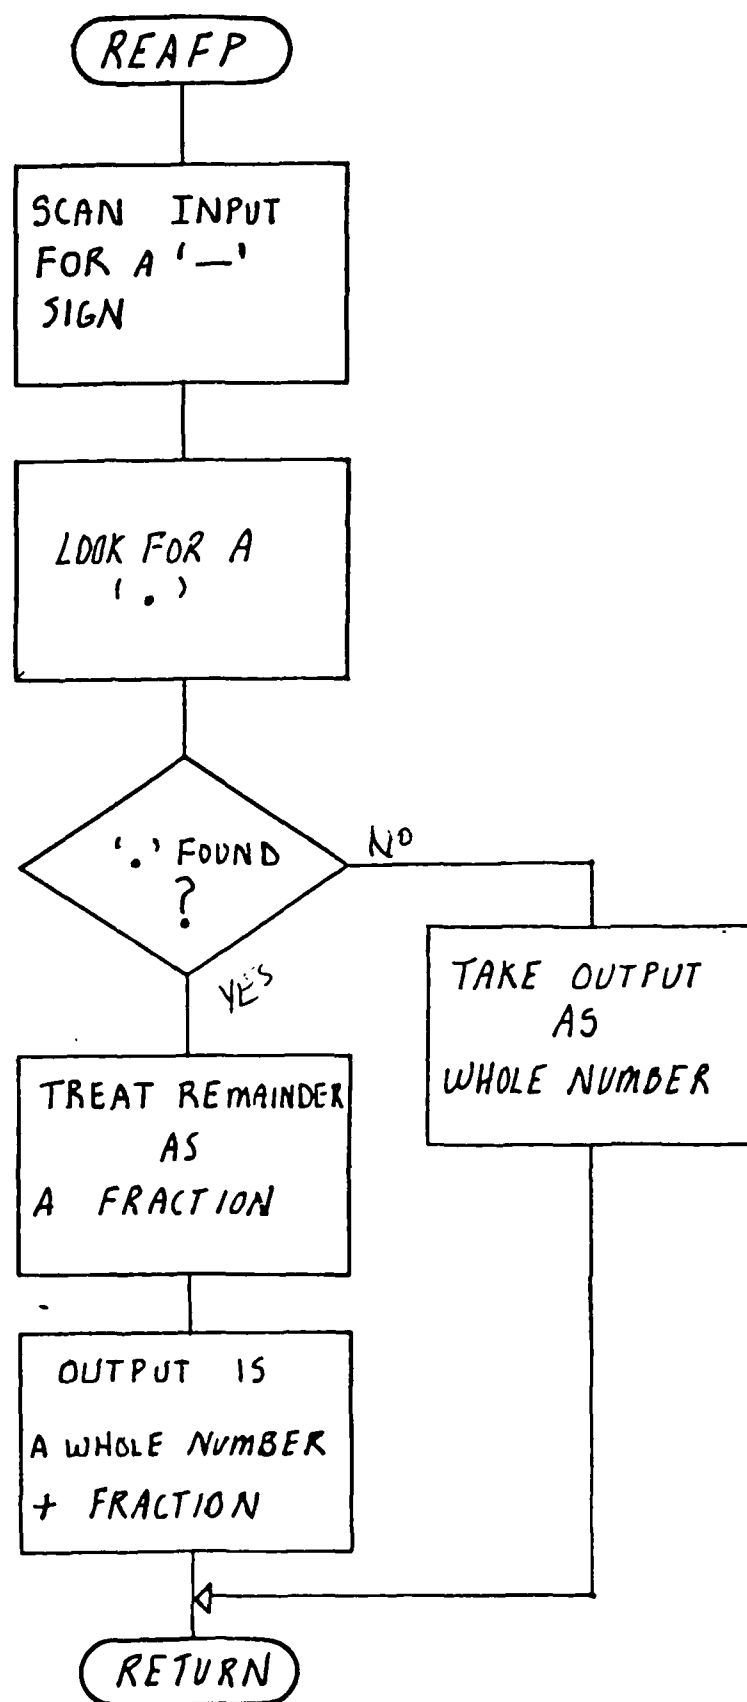 REAFP
SCAN INPUT
FOR A '—'
SIGN
LOOK FOR A
'.'
'.' FOUND
?
NO
YES
TAKE OUTPUT
AS
WHOLE NUMBER
TREAT REMAINDER
AS
A FRACTION
OUTPUT IS
A WHOLE NUMBER
+ FRACTION
RETURN